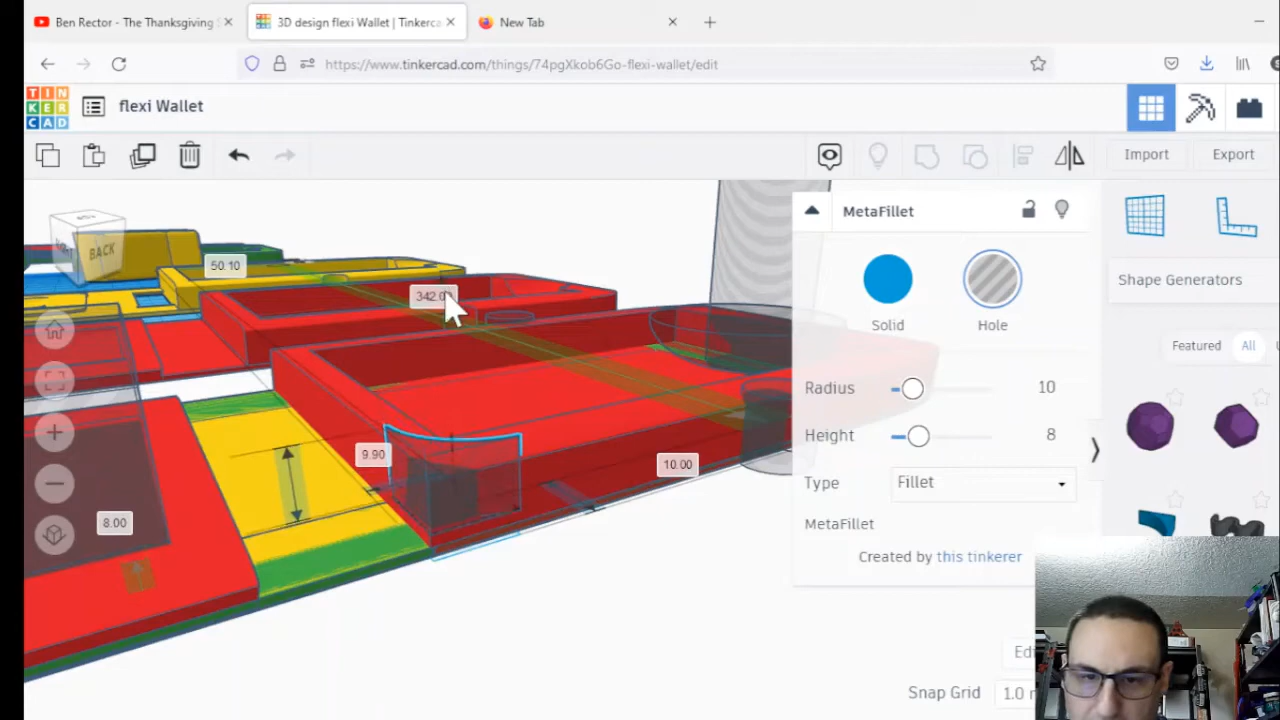 Ben Rector - The Thanksgiving S
3D design flexi Wallet | Tinkerca
New Tab
https://www.tinkercad.com/things/74pgXkob6Go-flexi-wallet/edit
TIN
KER
CAD
flexi Wallet
Import
Export
MetaFillet
Solid
Hole
Radius
10
Height
8
Type
Fillet
MetaFillet
Created by this tinkerer
Shape Generators
Featured
All
BACK
50.10
342.00
9.90
10.00
8.00
Snap Grid
1.0